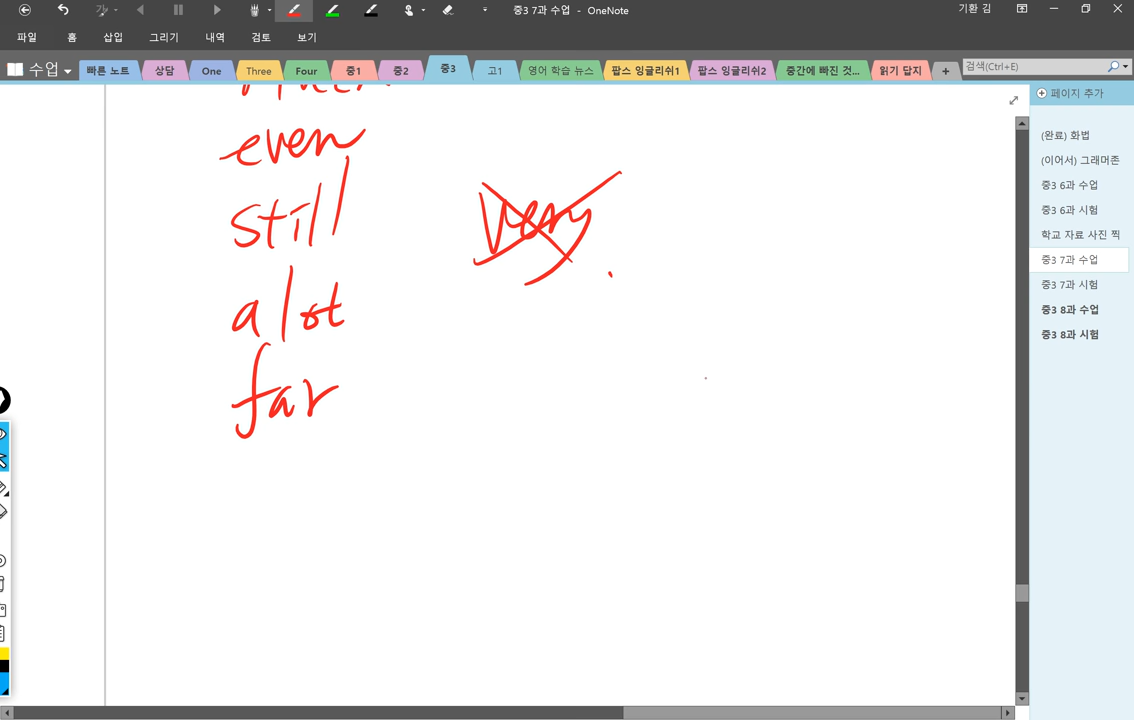 중3 7과 수업 - OneNote
기환 김
파일 홈 삽입 그리기 내역 검토 보기
수업 빠른 노트 상담 One Three Four 중1 중2 중3 고1 영어 학습 뉴스 팝스 잉글리쉬1 팝스 잉글리쉬2 중간에 빠진 것... 읽기 답지 + 검색(Ctrl+E)
페이지 추가
(완료) 화법
(이어서) 그래머존
중3 6과 수업
중3 6과 시험
학교 자료 사진 찍
중3 7과 수업
중3 7과 시험
중3 8과 수업
중3 8과 시험
even
still
a lot
far
very